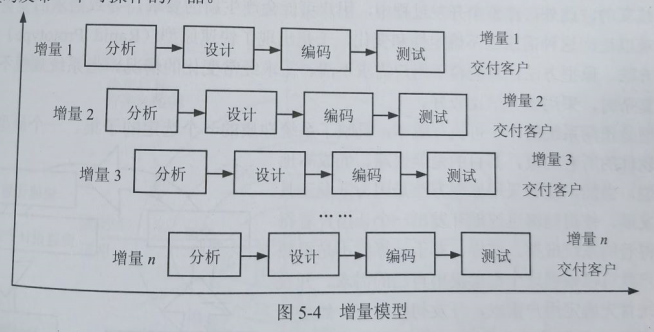 增量 1 分析 设计 编码 测试 增量 1
交付客户
增量 2 分析 设计 编码 测试 增量 2
交付客户
增量 3 分析 设计 编码 测试 增量 3
交付客户
……
增量 n 分析 设计 编码 测试 增量 n
交付客户
图 5-4 增量模型